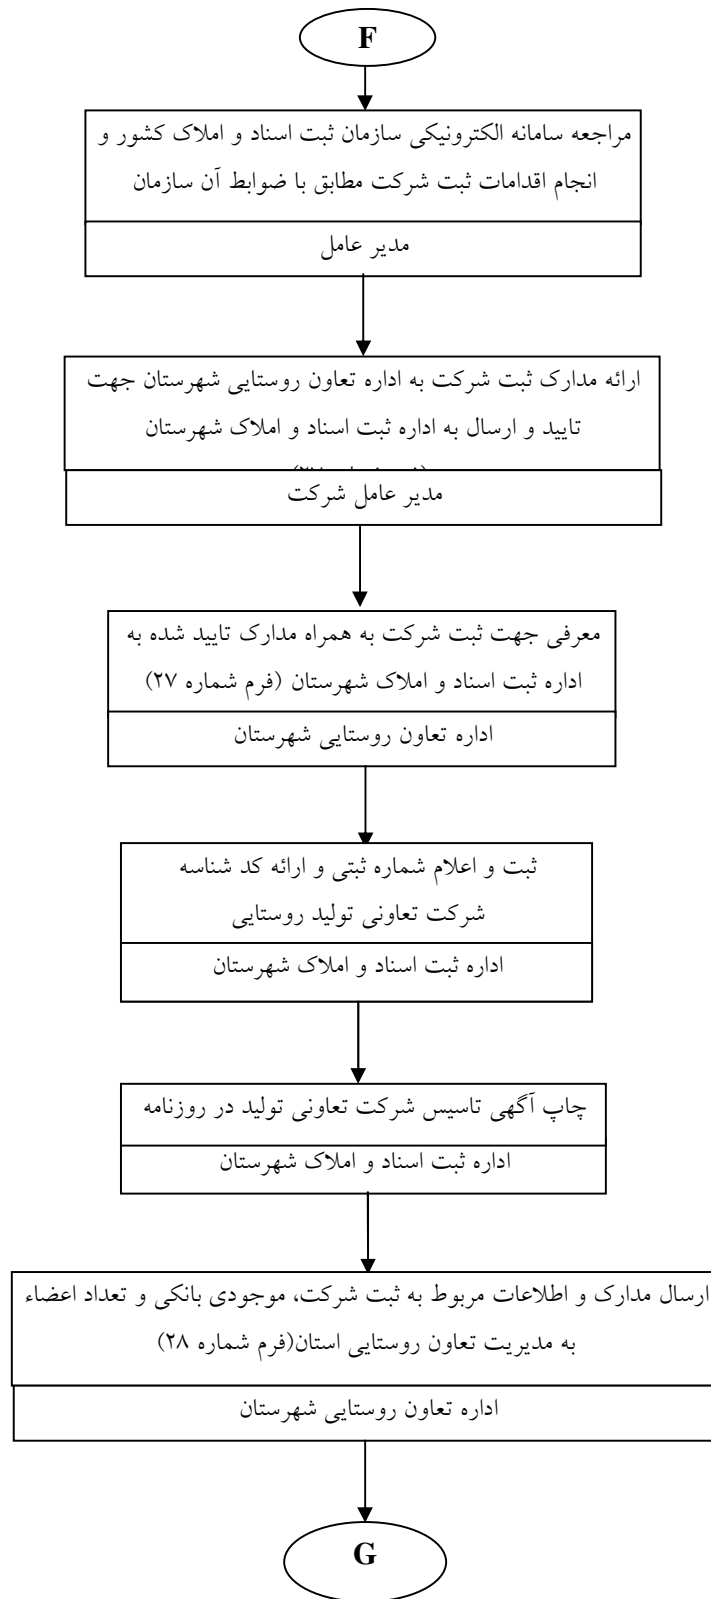 F
مراجعه سامانه الکترونیکی سازمان ثبت اسناد و املاک کشور و
انجام اقدامات ثبت شرکت مطابق با ضوابط آن سازمان
مدیر عامل
ارائه مدارک ثبت شرکت به اداره تعاون روستایی شهرستان جهت
تایید و ارسال به اداره ثبت اسناد و املاک شهرستان
مدیر عامل شرکت
معرفی جهت ثبت شرکت به همراه مدارک تایید شده به
اداره ثبت اسناد و املاک شهرستان (فرم شماره ۲۷)
اداره تعاون روستایی شهرستان
ثبت و اعلام شماره ثبتی و ارائه کد شناسه
شرکت تعاونی تولید روستایی
اداره ثبت اسناد و املاک شهرستان
چاپ آگهی تاسیس شرکت تعاونی تولید در روزنامه
اداره ثبت اسناد و املاک شهرستان
ارسال مدارک و اطلاعات مربوط به ثبت شرکت، موجودی بانکی و تعداد اعضاء
به مدیریت تعاون روستایی استان(فرم شماره ۲۸)
اداره تعاون روستایی شهرستان
G